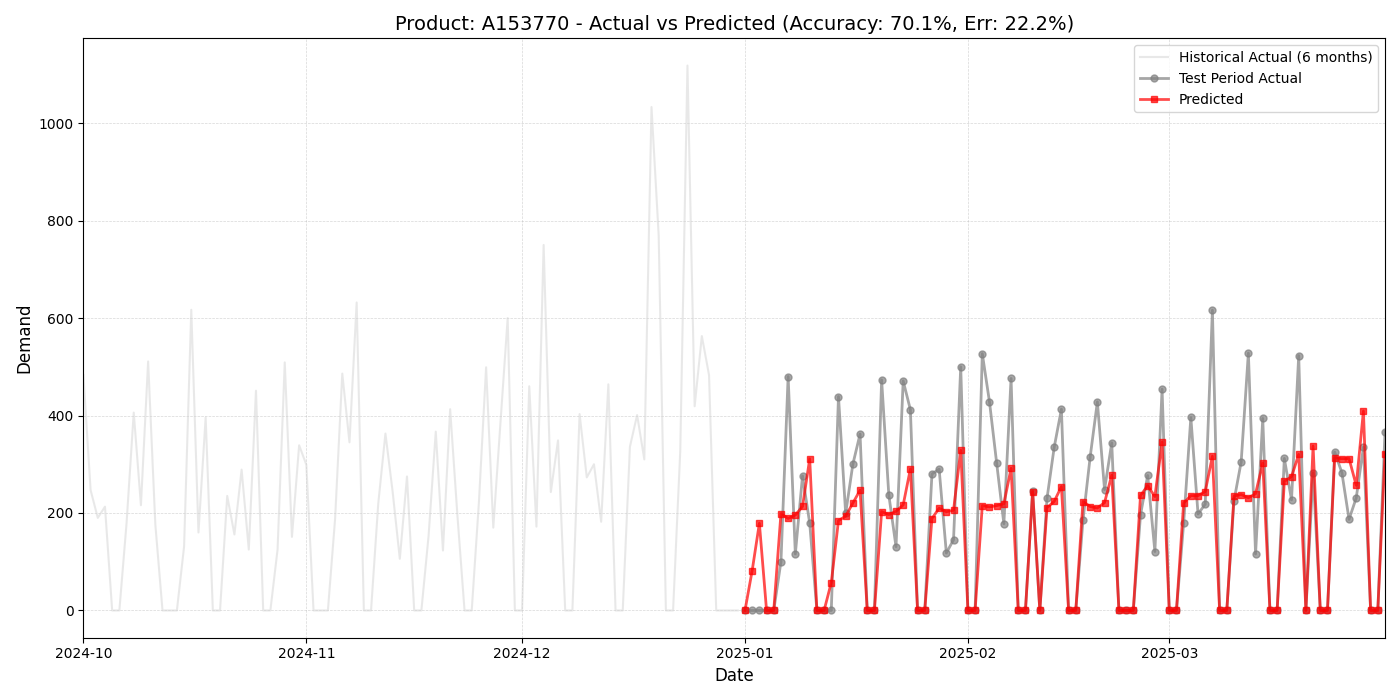 Product: A153770 - Actual vs Predicted (Accuracy: 70.1%, Err: 22.2%)
Historical Actual (6 months)
Test Period Actual
Predicted
Demand
1000
800
600
400
200
0
2024-10
2024-11
2024-12
2025-01
2025-02
2025-03
Date